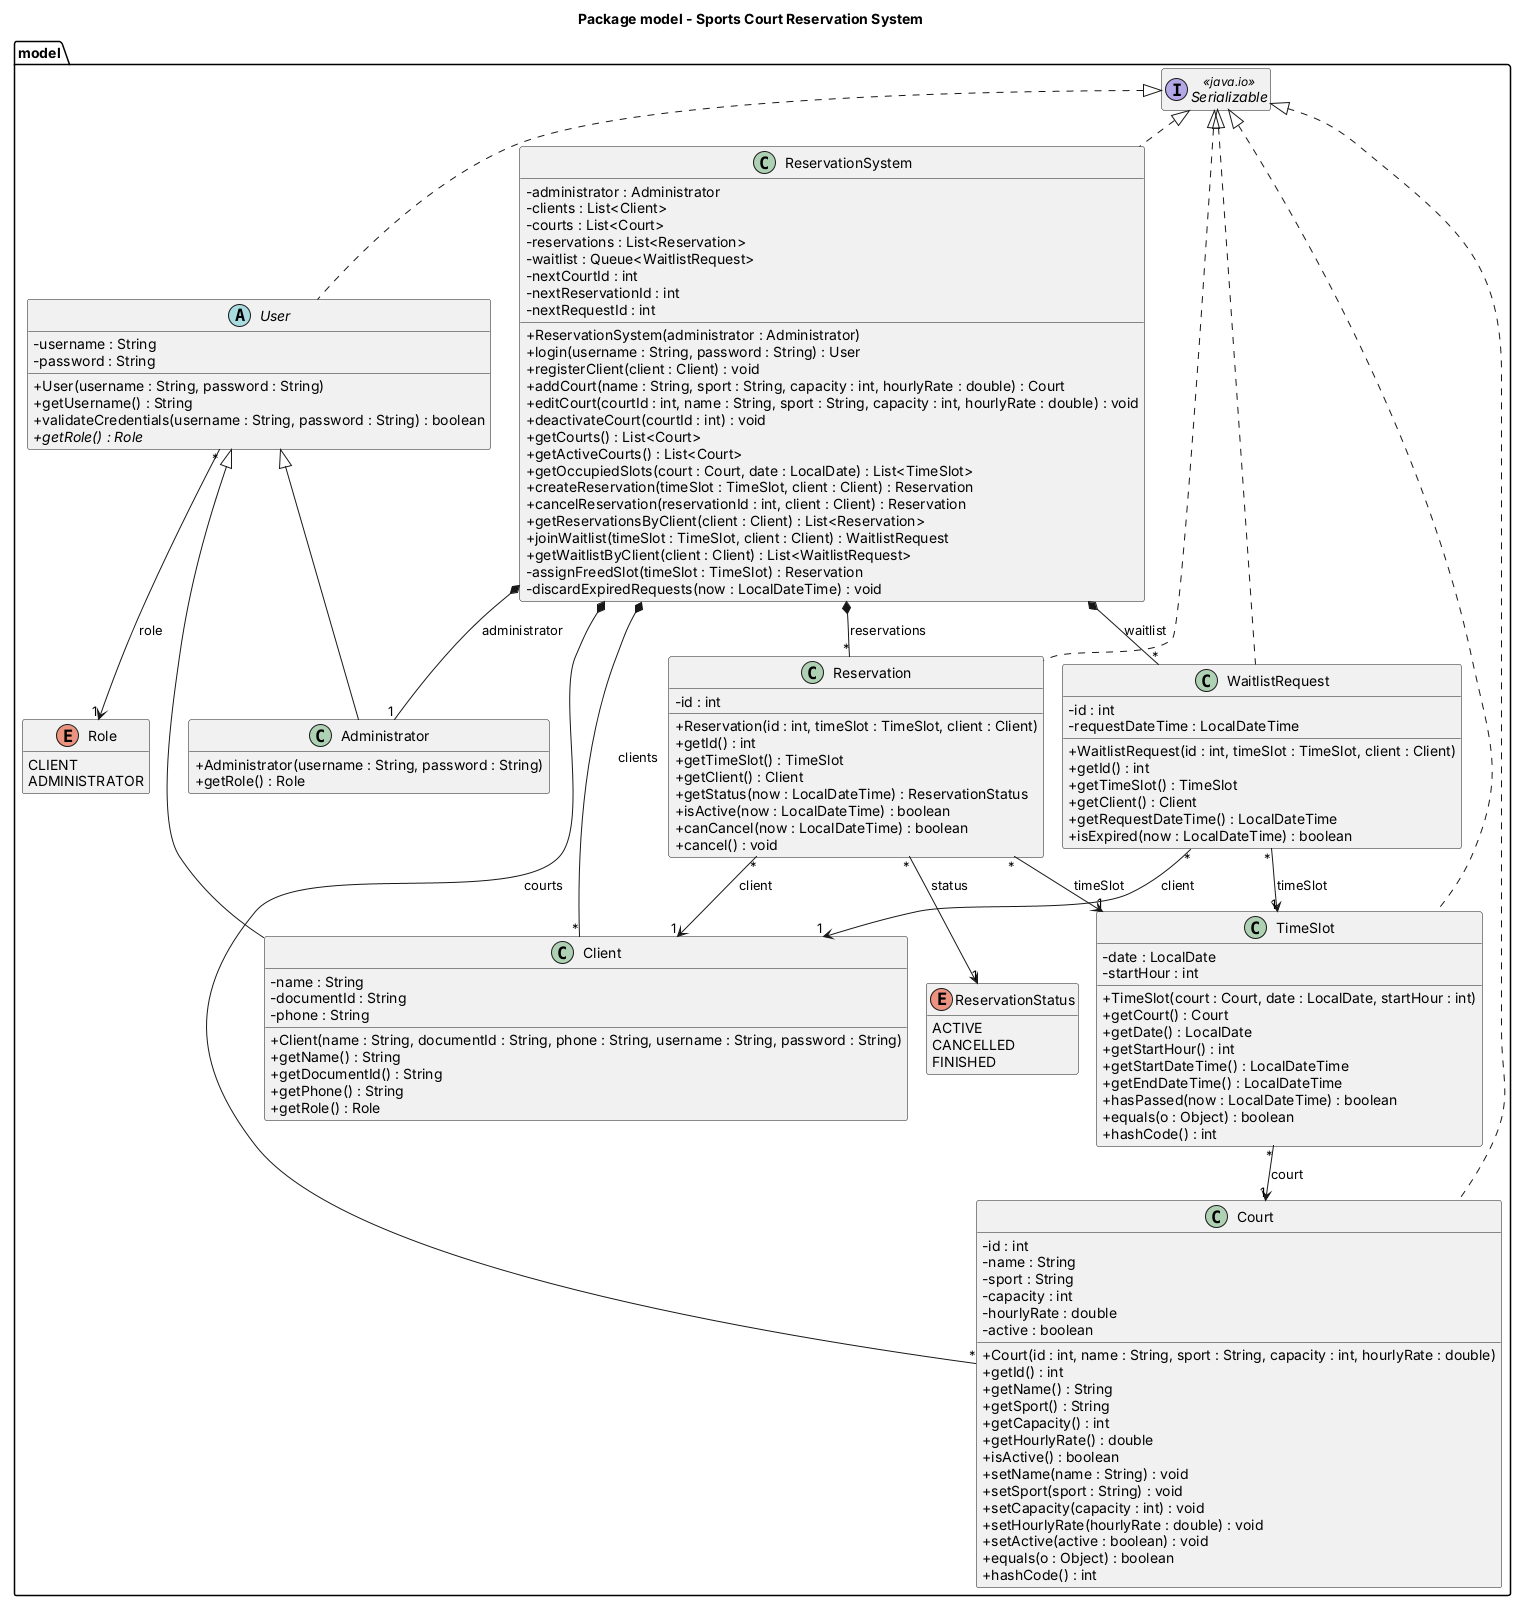 Package model - Sports Court Reservation System
model
I
«java.io»
Serializable
C ReservationSystem
-administrator : Administrator
-clients : List<Client>
-courts : List<Court>
-reservations : List<Reservation>
-waitlist : Queue<WaitlistRequest>
-nextCourtId : int
-nextReservationId : int
-nextRequestId : int
+ReservationSystem(administrator : Administrator)
+login(username : String, password : String) : User
+registerClient(client : Client) : void
+addCourt(name : String, sport : String, capacity : int, hourlyRate : double) : Court
+editCourt(courtId : int, name : String, sport : String, capacity : int, hourlyRate : double) : void
+deactivateCourt(courtId : int) : void
+getCourts() : List<Court>
+getActiveCourts() : List<Court>
+getOccupiedSlots(court : Court, date : LocalDate) : List<TimeSlot>
+createReservation(timeSlot : TimeSlot, client : Client) : Reservation
+cancelReservation(reservationId : int, client : Client) : Reservation
+getReservationsByClient(client : Client) : List<Reservation>
+joinWaitlist(timeSlot : TimeSlot, client : Client) : WaitlistRequest
+getWaitlistByClient(client : Client) : List<WaitlistRequest>
-assignFreedSlot(timeSlot : TimeSlot) : Reservation
-discardExpiredRequests(now : LocalDateTime) : void
A User
-username : String
-password : String
+User(username : String, password : String)
+getUsername() : String
+validateCredentials(username : String, password : String) : boolean
+getRole() : Role
*
role
1
administrator
1
reservations
*
waitlist
*
clients
*
courts
*
E Role
CLIENT
ADMINISTRATOR
C Administrator
+Administrator(username : String, password : String)
+getRole() : Role
C Reservation
-id : int
+Reservation(id : int, timeSlot : TimeSlot, client : Client)
+getId() : int
+getTimeSlot() : TimeSlot
+getClient() : Client
+getStatus(now : LocalDateTime) : ReservationStatus
+isActive(now : LocalDateTime) : boolean
+canCancel(now : LocalDateTime) : boolean
+cancel() : void
C WaitlistRequest
-id : int
-requestDateTime : LocalDateTime
+WaitlistRequest(id : int, timeSlot : TimeSlot, client : Client)
+getId() : int
+getTimeSlot() : TimeSlot
+getClient() : Client
+getRequestDateTime() : LocalDateTime
+isExpired(now : LocalDateTime) : boolean
*
client
1
*
status
1
*
timeSlot
1
*
client
1
*
timeSlot
1
C Client
-name : String
-documentId : String
-phone : String
+Client(name : String, documentId : String, phone : String, username : String, password : String)
+getName() : String
+getDocumentId() : String
+getPhone() : String
+getRole() : Role
E ReservationStatus
ACTIVE
CANCELLED
FINISHED
C TimeSlot
-date : LocalDate
-startHour : int
+TimeSlot(court : Court, date : LocalDate, startHour : int)
+getCourt() : Court
+getDate() : LocalDate
+getStartHour() : int
+getStartDateTime() : LocalDateTime
+getEndDateTime() : LocalDateTime
+hasPassed(now : LocalDateTime) : boolean
+equals(o : Object) : boolean
+hashCode() : int
*
court
1
C Court
-id : int
-name : String
-sport : String
-capacity : int
-hourlyRate : double
-active : boolean
+Court(id : int, name : String, sport : String, capacity : int, hourlyRate : double)
+getId() : int
+getName() : String
+getSport() : String
+getCapacity() : int
+getHourlyRate() : double
+isActive() : boolean
+setName(name : String) : void
+setSport(sport : String) : void
+setCapacity(capacity : int) : void
+setHourlyRate(hourlyRate : double) : void
+setActive(active : boolean) : void
+equals(o : Object) : boolean
+hashCode() : int